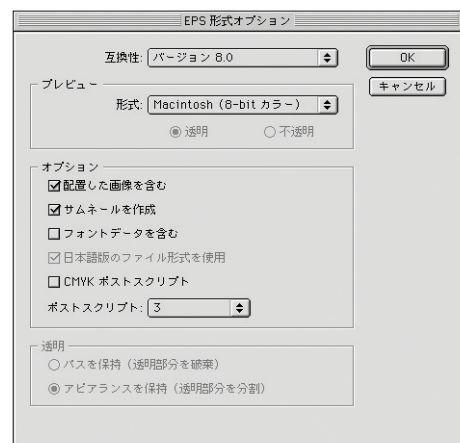 EPS 形式オプション
互換性: バージョン 8.0
OK
キャンセル
プレビュー
形式: Macintosh (8-bit カラー)
透明 不透明
オプション
配置した画像を含む
サムネールを作成
フォントデータを含む
日本語版のファイル形式を使用
CMYK ポストスクリプト
ポストスクリプト: 3
透明
パスを保持（透明部分を破棄）
アピアランスを保持（透明部分を分割）